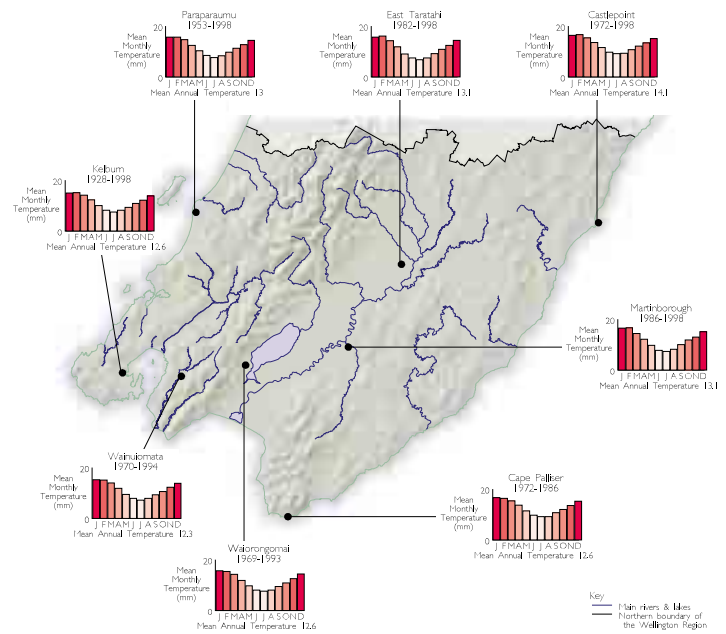 Paraparaumu
1953-1998
Mean
Monthly
Temperature
(mm)
20
0
J F M A M J J A S O N D
Mean Annual Temperature 13
East Taratahi
1982-1998
Mean
Monthly
Temperature
(mm)
20
0
J F M A M J J A S O N D
Mean Annual Temperature 13.1
Castlepoint
1972-1998
Mean
Monthly
Temperature
(mm)
20
0
J F M A M J J A S O N D
Mean Annual Temperature 14.1
Kelburn
1928-1998
Mean
Monthly
Temperature
(mm)
20
0
J F M A M J J A S O N D
Mean Annual Temperature 12.6
Martinborough
1986-1998
Mean
Monthly
Temperature
(mm)
20
0
J F M A M J J A S O N D
Mean Annual Temperature 13.1
Wainuiomata
1970-1994
Mean
Monthly
Temperature
(mm)
20
0
J F M A M J J A S O N D
Mean Annual Temperature 12.3
Cape Palliser
1972-1986
Mean
Monthly
Temperature
(mm)
20
0
J F M A M J J A S O N D
Mean Annual Temperature 12.6
Waiorongomai
1969-1993
Mean
Monthly
Temperature
(mm)
20
0
J F M A M J J A S O N D
Mean Annual Temperature 12.6
Key
Main rivers & lakes
Northern boundary of
the Wellington Region